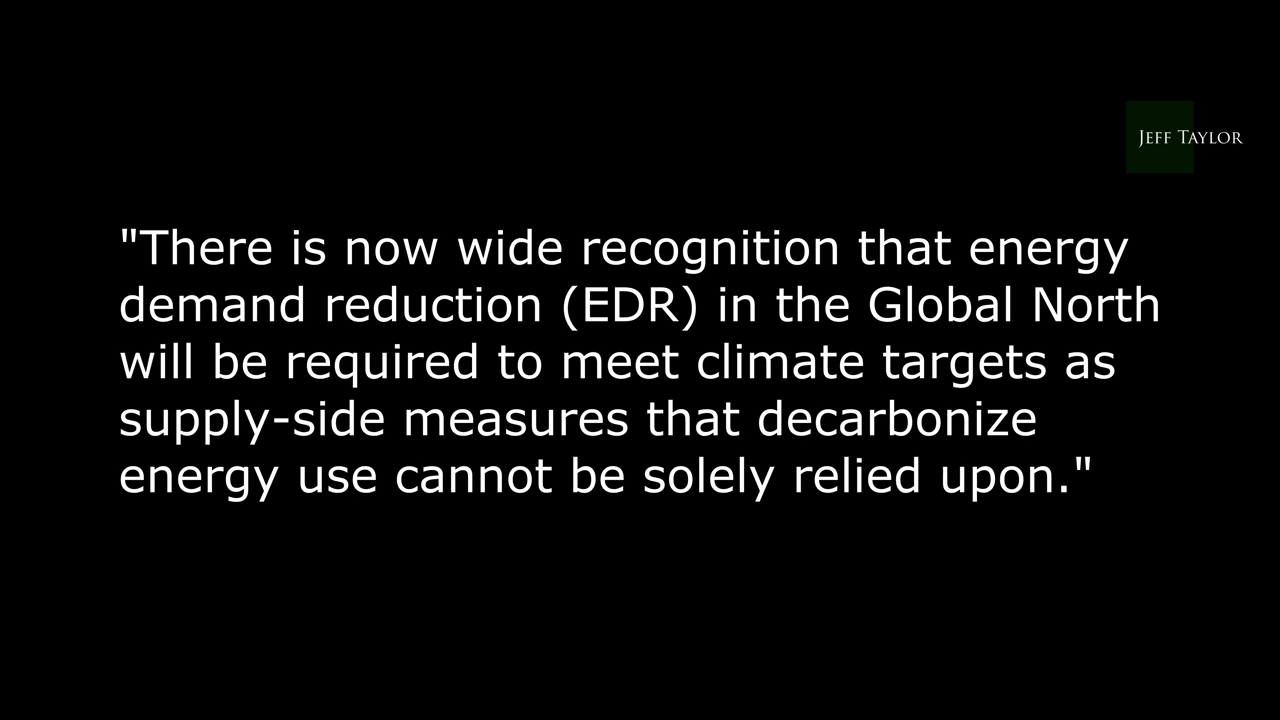 JEFF TAYLOR
"There is now wide recognition that energy
demand reduction (EDR) in the Global North
will be required to meet climate targets as
supply-side measures that decarbonize
energy use cannot be solely relied upon."